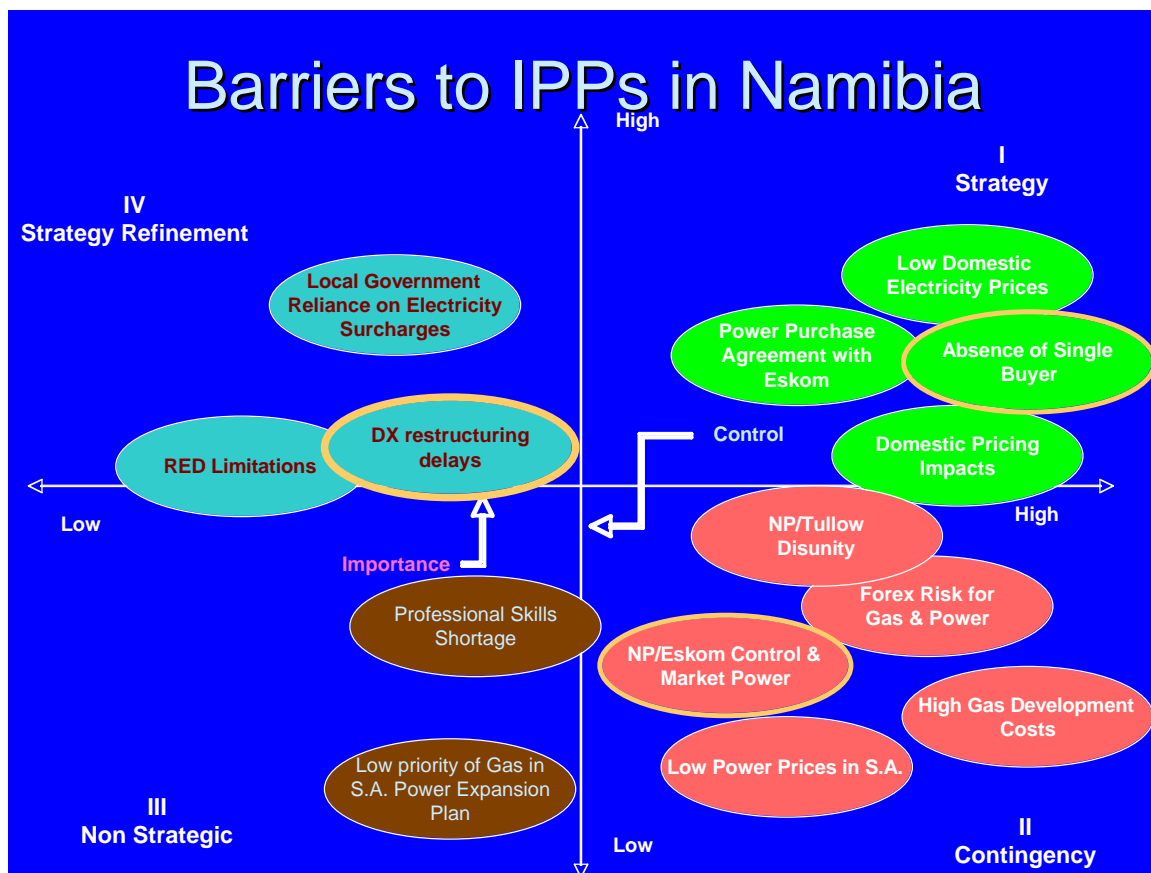 Barriers to IPPs in Namibia
High
I
Strategy
IV
Strategy Refinement
Low Domestic
Electricity Prices
Local Government
Reliance on Electricity
Surcharges
Power Purchase
Agreement with
Eskom
Absence of Single
Buyer
DX restructuring
delays
Control
Domestic Pricing
Impacts
RED Limitations
Low
High
NP/Tullow
Disunity
Importance
Forex Risk for
Gas & Power
Professional Skills
Shortage
NP/Eskom Control &
Market Power
High Gas Development
Costs
Low priority of Gas in
S.A. Power Expansion
Plan
Low Power Prices in S.A.
III
Non Strategic
Low
II
Contingency